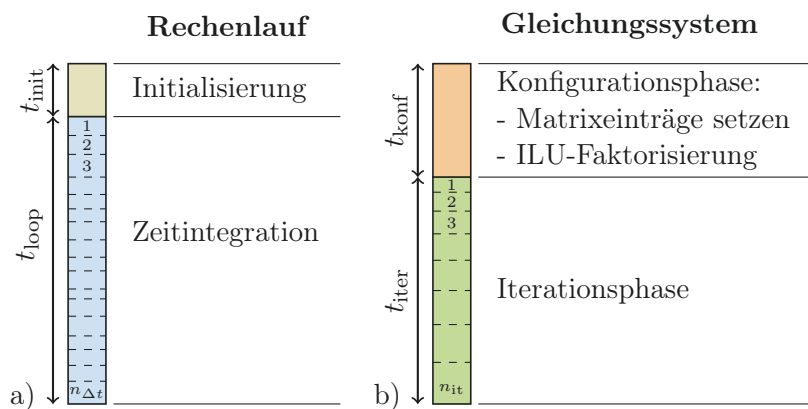 Rechenlauf
t_init
Initialisierung
1
2
3
t_loop
Zeitintegration
n_Δt
a)
Gleichungssystem
t_konf
Konfigurationsphase:
- Matrixeinträge setzen
- ILU-Faktorisierung
1
2
3
t_iter
Iterationsphase
n_it
b)